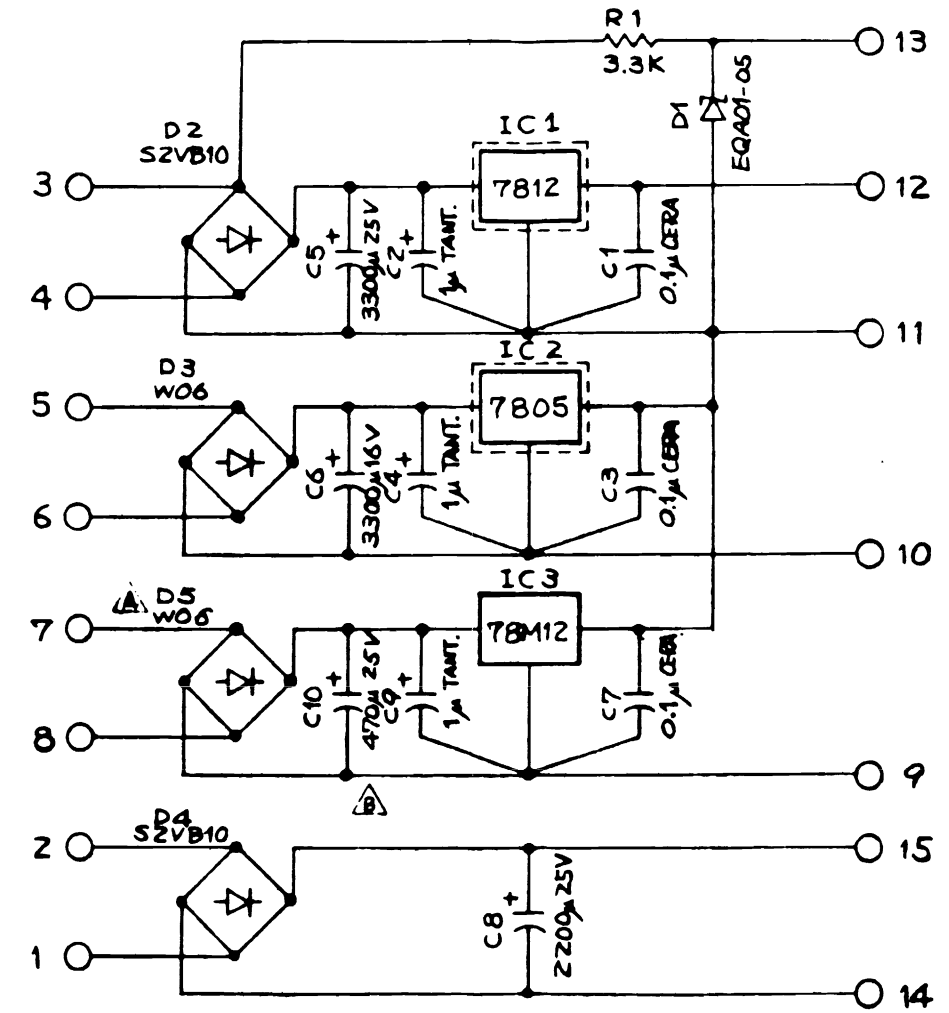 R1
3.3K
13
D1
EQA01-05
D2
S2VB10
IC1
7812
3
12
C5
+
3300µ 25V
C2
+
1µ TANT.
C1
0.1µ CERA
4
11
D3
W06
IC2
7805
5
C6
+
3300µ 16V
C4
+
1µ TANT.
C3
0.1µ CERA
6
10
A
D5
W06
IC3
78M12
7
C10
+
470µ 25V
C9
+
1µ TANT.
C7
0.1µ CERA
8
9
B
D4
S2VB10
2
15
C8
+
2200µ 25V
1
14